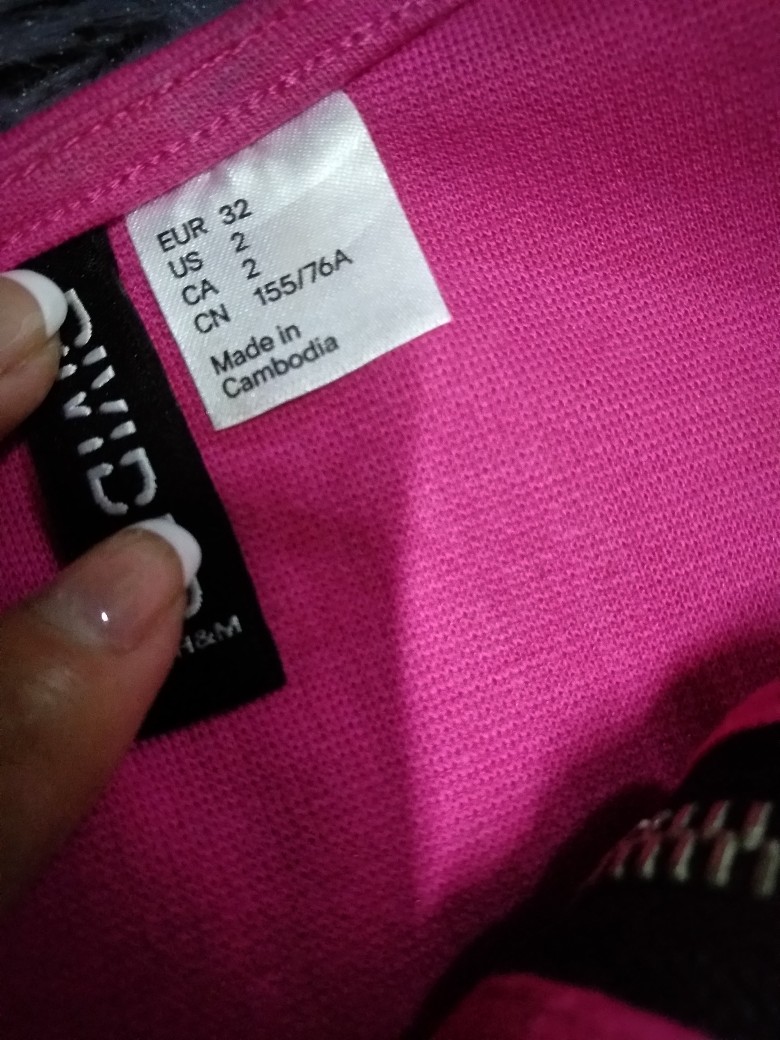 EUR 32
US 2
CA 2
CN 155/76A
Made in
Cambodia
H&M